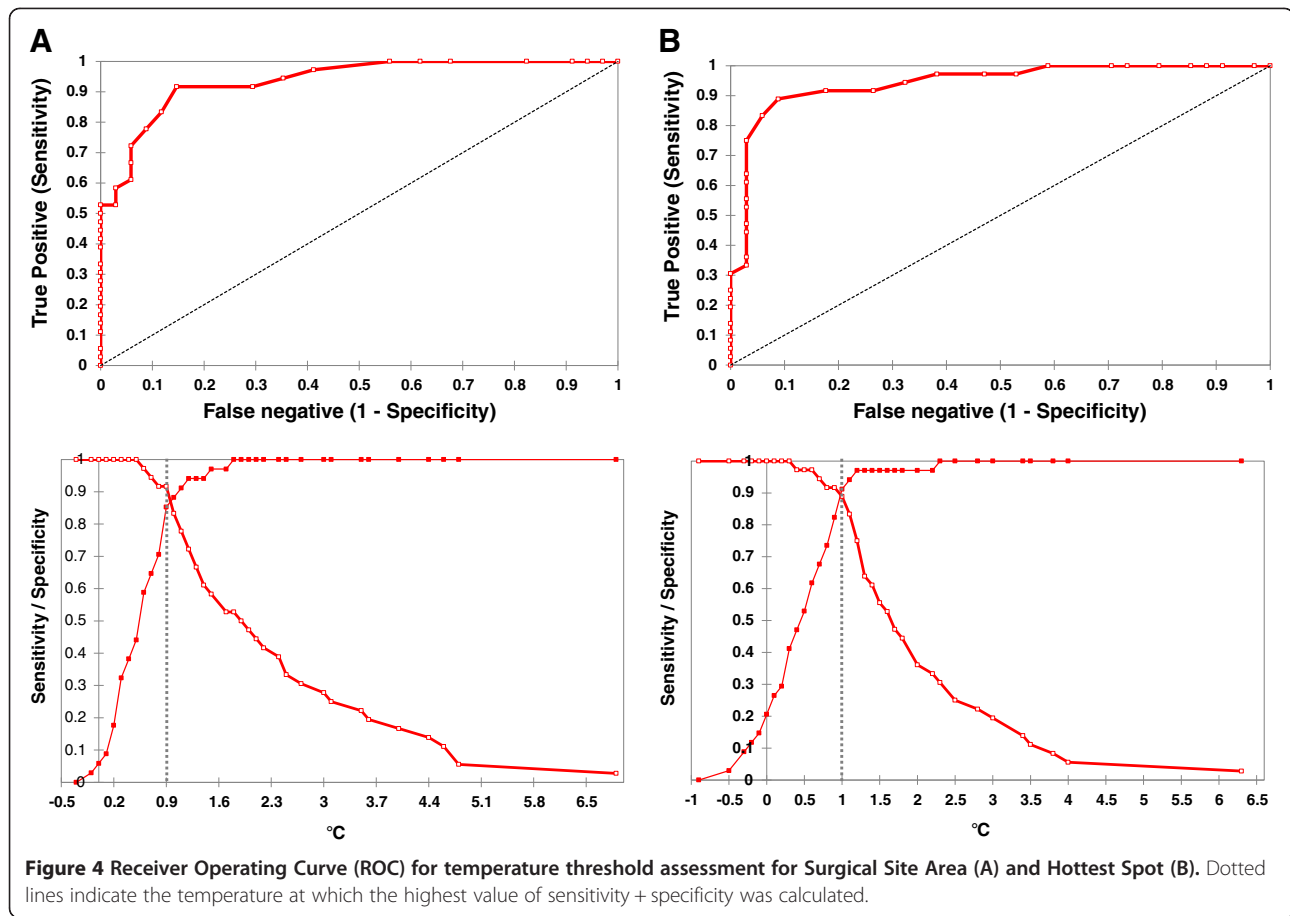 A
1
0.9
0.8
0.7
0.6
0.5
0.4
0.3
0.2
0.1
0
True Positive (Sensitivity)
0 0.1 0.2 0.3 0.4 0.5 0.6 0.7 0.8 0.9 1
False negative (1 - Specificity)
B
1
0.9
0.8
0.7
0.6
0.5
0.4
0.3
0.2
0.1
0
True Positive (Sensitivity)
0 0.1 0.2 0.3 0.4 0.5 0.6 0.7 0.8 0.9 1
False negative (1 - Specificity)
1
0.9
0.8
0.7
0.6
0.5
0.4
0.3
0.2
0.1
0
Sensitivity / Specificity
-0.5 0.2 0.9 1.6 2.3 3 3.7 4.4 5.1 5.8 6.5
°C
1
0.9
0.8
0.7
0.6
0.5
0.4
0.3
0.2
0.1
0
Sensitivity / Specificity
-1 -0.5 0 0.5 1 1.5 2 2.5 3 3.5 4 4.5 5 5.5 6 6.5
°C
Figure 4 Receiver Operating Curve (ROC) for temperature threshold assessment for Surgical Site Area (A) and Hottest Spot (B). Dotted
lines indicate the temperature at which the highest value of sensitivity + specificity was calculated.